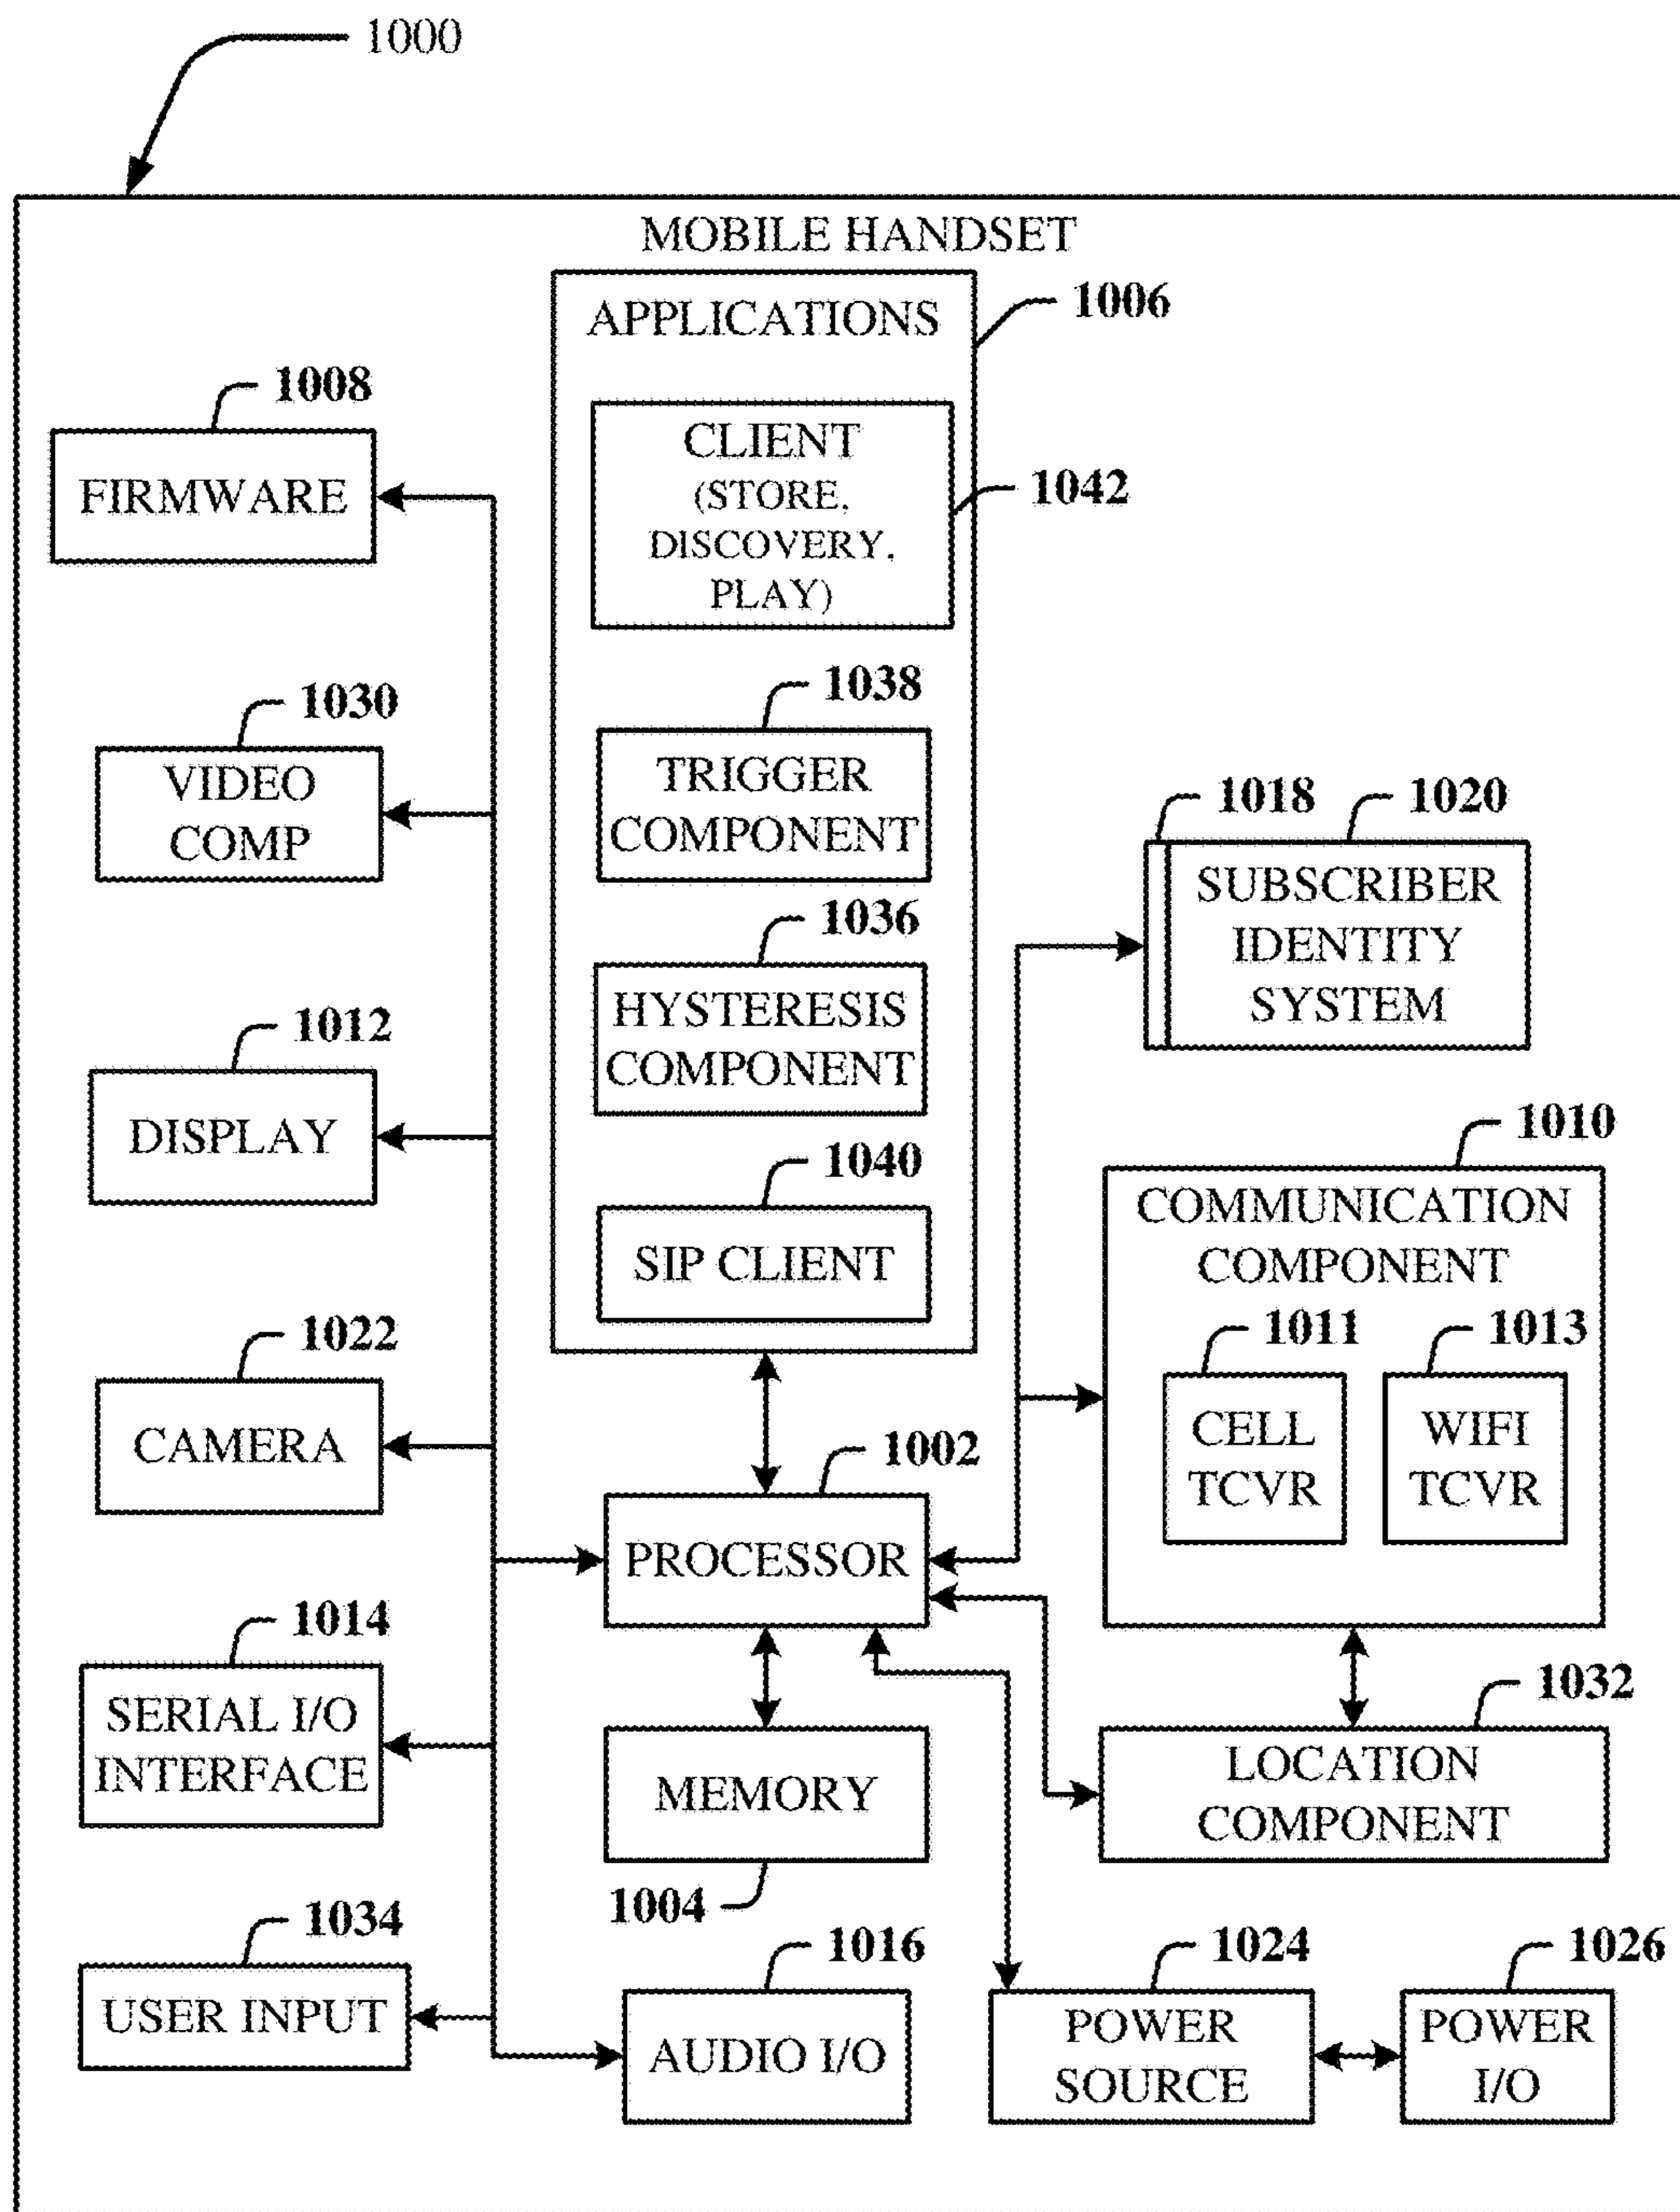 1000
MOBILE HANDSET
APPLICATIONS
1006
1008
FIRMWARE
CLIENT
(STORE,
DISCOVERY,
PLAY)
1042
1030
VIDEO
COMP
1038
TRIGGER
COMPONENT
1018
1020
SUBSCRIBER
IDENTITY
SYSTEM
1036
HYSTERESIS
COMPONENT
1012
DISPLAY
1040
SIP CLIENT
1010
COMMUNICATION
COMPONENT
1011
CELL
TCVR
1013
WIFI
TCVR
1022
CAMERA
1002
PROCESSOR
1014
SERIAL I/O
INTERFACE
MEMORY
1004
1032
LOCATION
COMPONENT
1034
USER INPUT
1016
AUDIO I/O
1024
POWER
SOURCE
1026
POWER
I/O